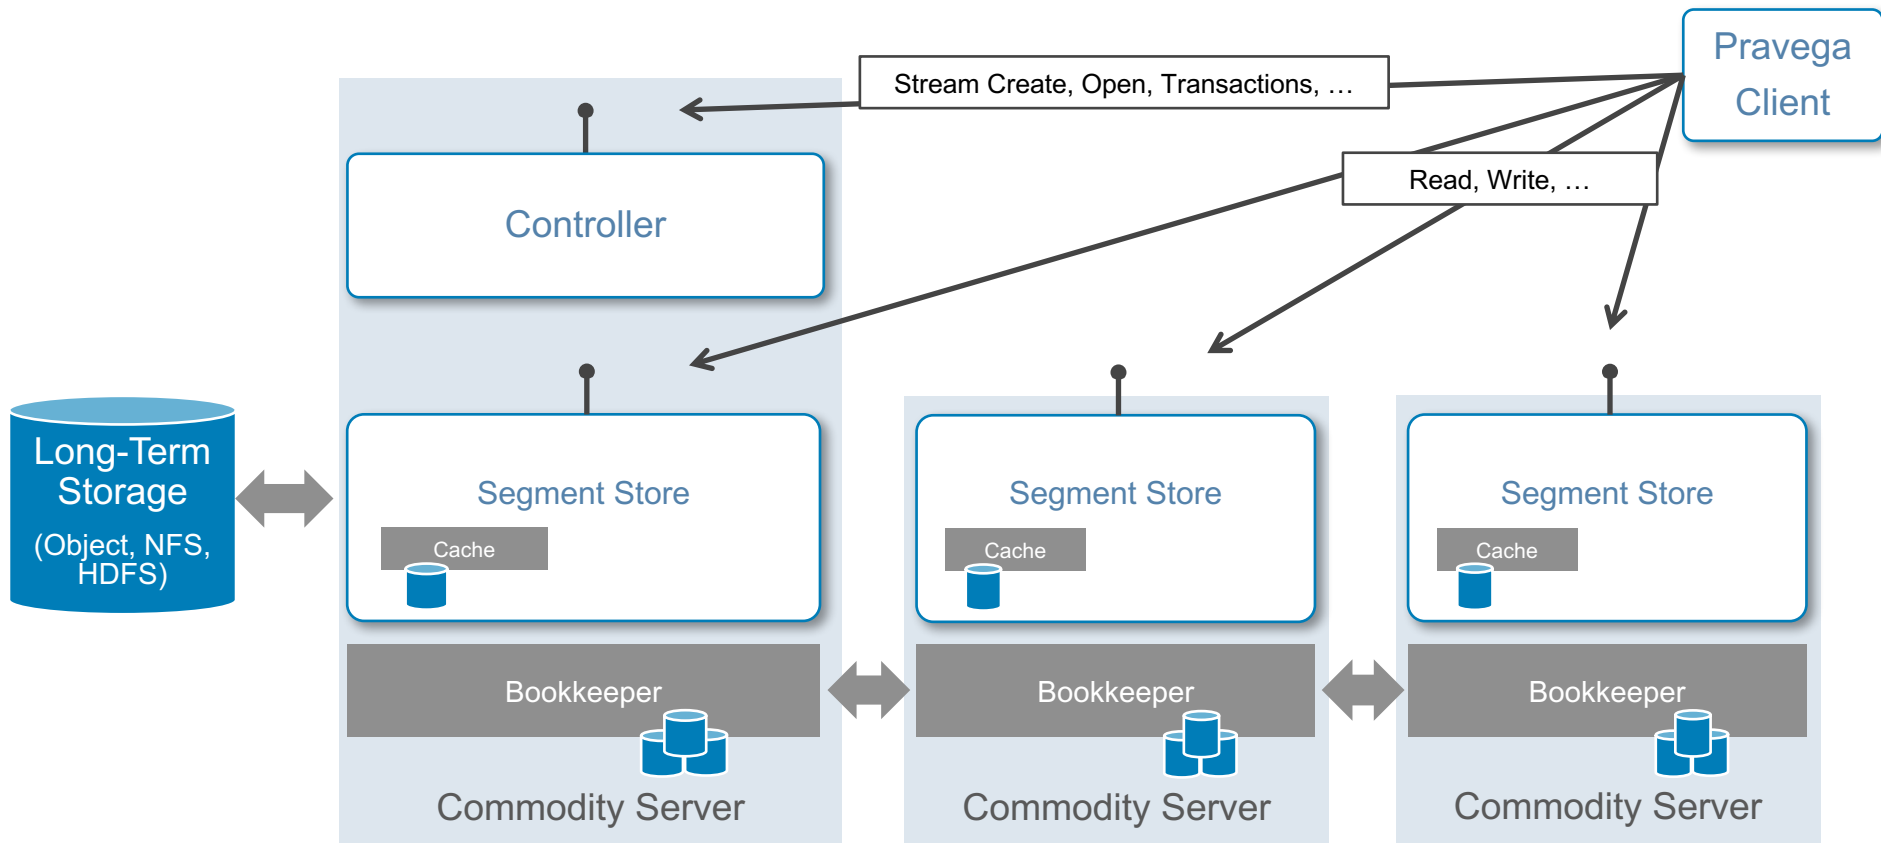 Pravega
Client
Stream Create, Open, Transactions, …
Read, Write, …
Controller
Long-Term
Storage
(Object, NFS,
HDFS)
Segment Store
Cache
Segment Store
Cache
Segment Store
Cache
Bookkeeper
Bookkeeper
Bookkeeper
Commodity Server
Commodity Server
Commodity Server